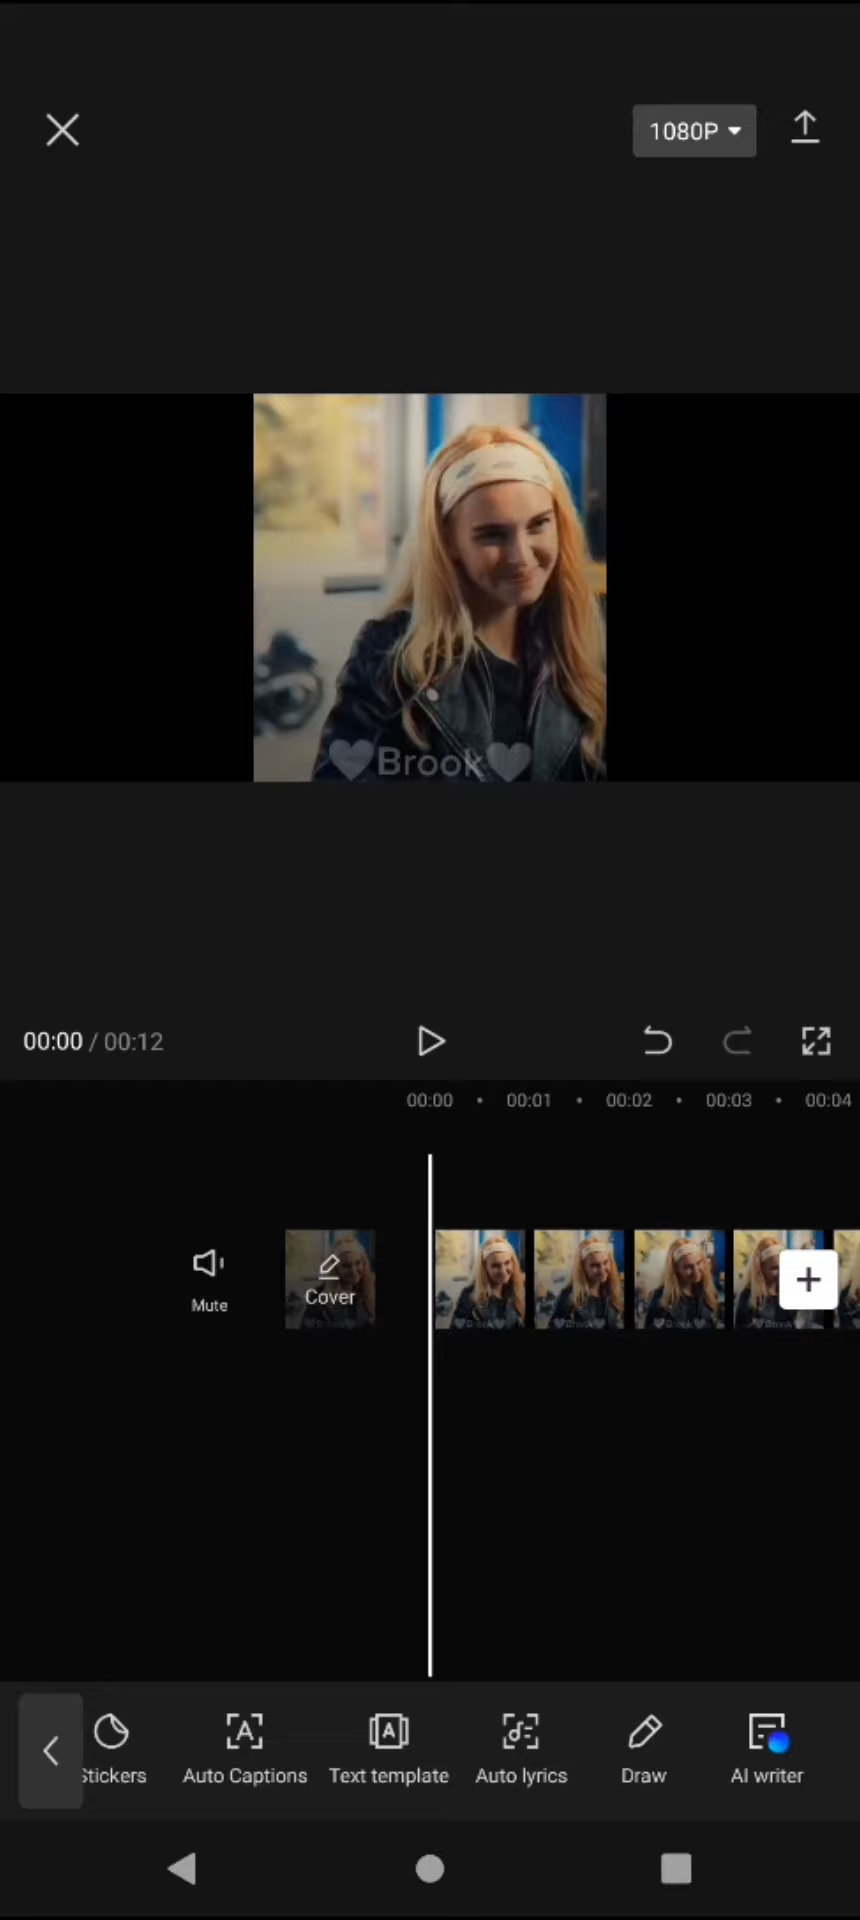 1080P
🩶Brook🩶
00:00 / 00:12
00:00 • 00:01 • 00:02 • 00:03 • 00:04
Mute
Cover
Stickers
Auto Captions
Text template
Auto lyrics
Draw
AI writer